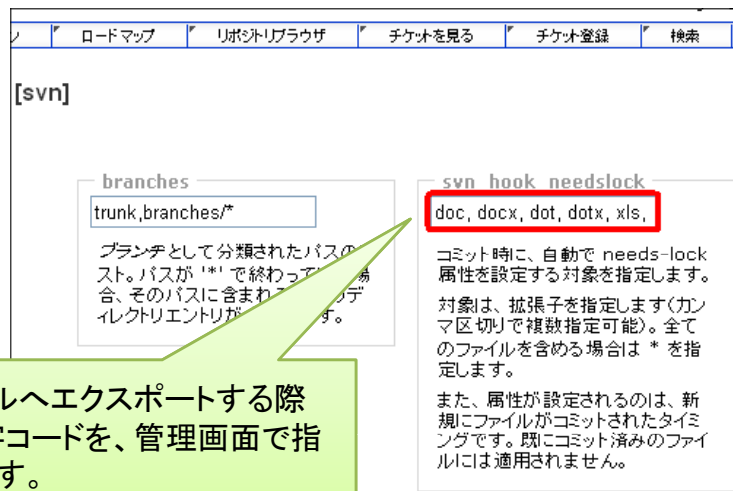 ン ロードマップ リポジトリブラウザ チケットを見る チケット登録 検索
[svn]
branches
trunk,branches/*
ブランチとして分類されたパスの
スト。パスが '*' で終わって 場
合、そのパスに含まれ デ
ィレクトリエントリが す。
svn_hook_needslock
doc, docx, dot, dotx, xls,
コミット時に、自動で needs-lock
属性を設定する対象を指定します。
対象は、拡張子を指定します(カン
マ区切りで複数指定可能)。全て
のファイルを含める場合は * を指
定します。
また、属性が設定されるのは、新
規にファイルがコミットされたタイミ
ングです。既にコミット済みのファイ
ルには適用されません。
ルへエクスポートする際
コードを、管理画面で指
す。